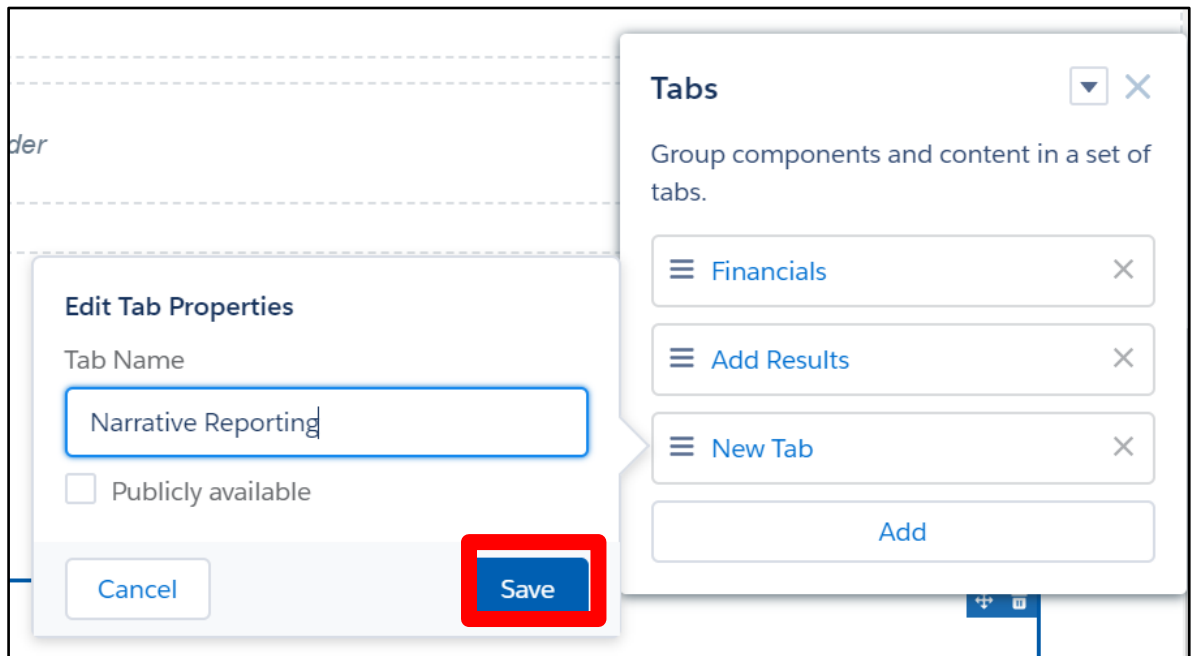 der
Tabs
Group components and content in a set of
tabs.
Financials
Add Results
New Tab
Add
Edit Tab Properties
Tab Name
Narrative Reporting
Publicly available
Cancel
Save